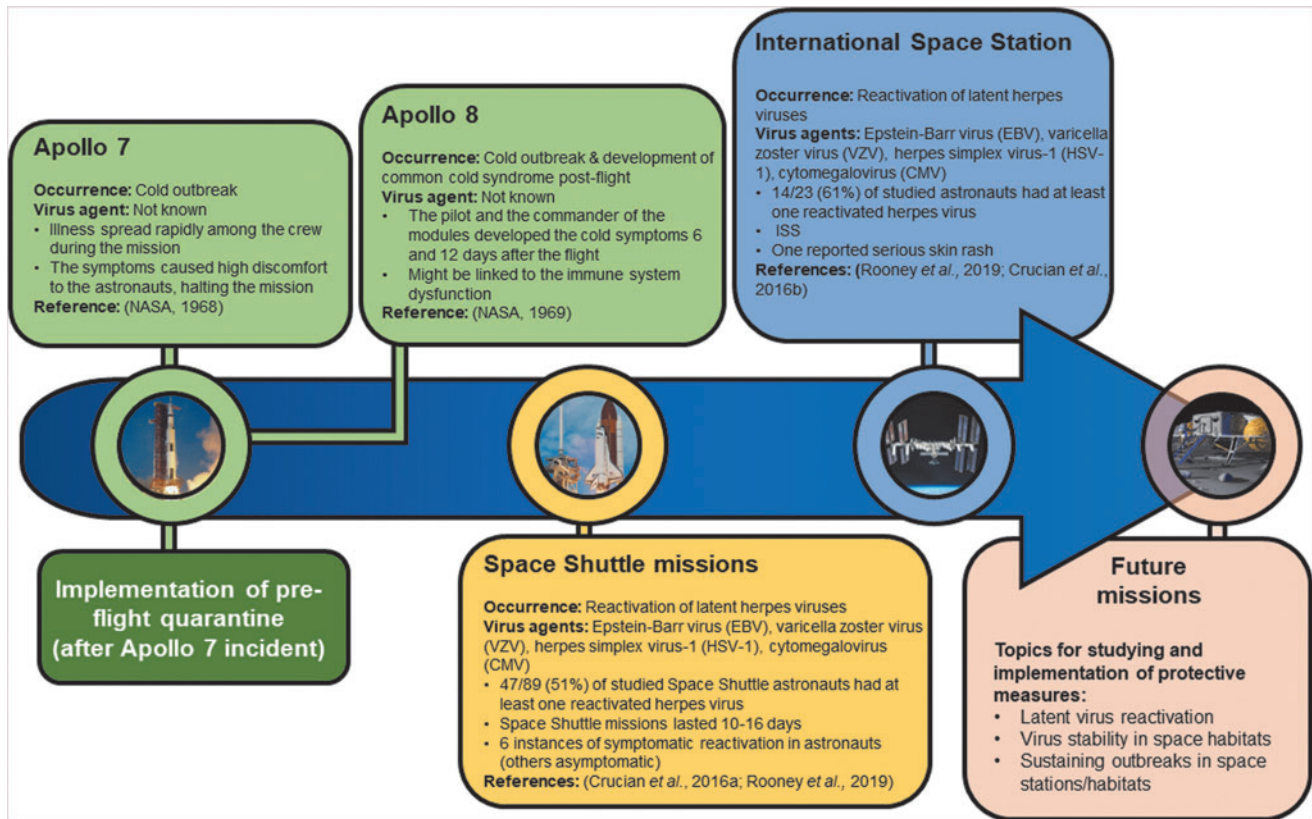 Apollo 7
Occurrence: Cold outbreak
Virus agent: Not known
• Illness spread rapidly among the crew
during the mission
• The symptoms caused high discomfort
to the astronauts, halting the mission
Reference: (NASA, 1968)
Apollo 8
Occurrence: Cold outbreak & development of
common cold syndrome post-flight
Virus agent: Not known
• The pilot and the commander of the
modules developed the cold symptoms 6
and 12 days after the flight
• Might be linked to the immune system
dysfunction
Reference: (NASA, 1969)
International Space Station
Occurrence: Reactivation of latent herpes
viruses
Virus agents: Epstein-Barr virus (EBV), varicella
zoster virus (VZV), herpes simplex virus-1 (HSV-
1), cytomegalovirus (CMV)
• 14/23 (61%) of studied astronauts had at least
one reactivated herpes virus
• ISS
• One reported serious skin rash
References: (Rooney et al., 2019; Crucian et al.,
2016b)
Implementation of pre-
flight quarantine
(after Apollo 7 incident)
Space Shuttle missions
Occurrence: Reactivation of latent herpes viruses
Virus agents: Epstein-Barr virus (EBV), varicella zoster virus
(VZV), herpes simplex virus-1 (HSV-1), cytomegalovirus
(CMV)
• 47/89 (51%) of studied Space Shuttle astronauts had at
least one reactivated herpes virus
• Space Shuttle missions lasted 10-16 days
• 6 instances of symptomatic reactivation in astronauts
(others asymptomatic)
References: (Crucian et al., 2016a; Rooney et al., 2019)
Future
missions
Topics for studying and
implementation of protective
measures:
• Latent virus reactivation
• Virus stability in space habitats
• Sustaining outbreaks in space
stations/habitats